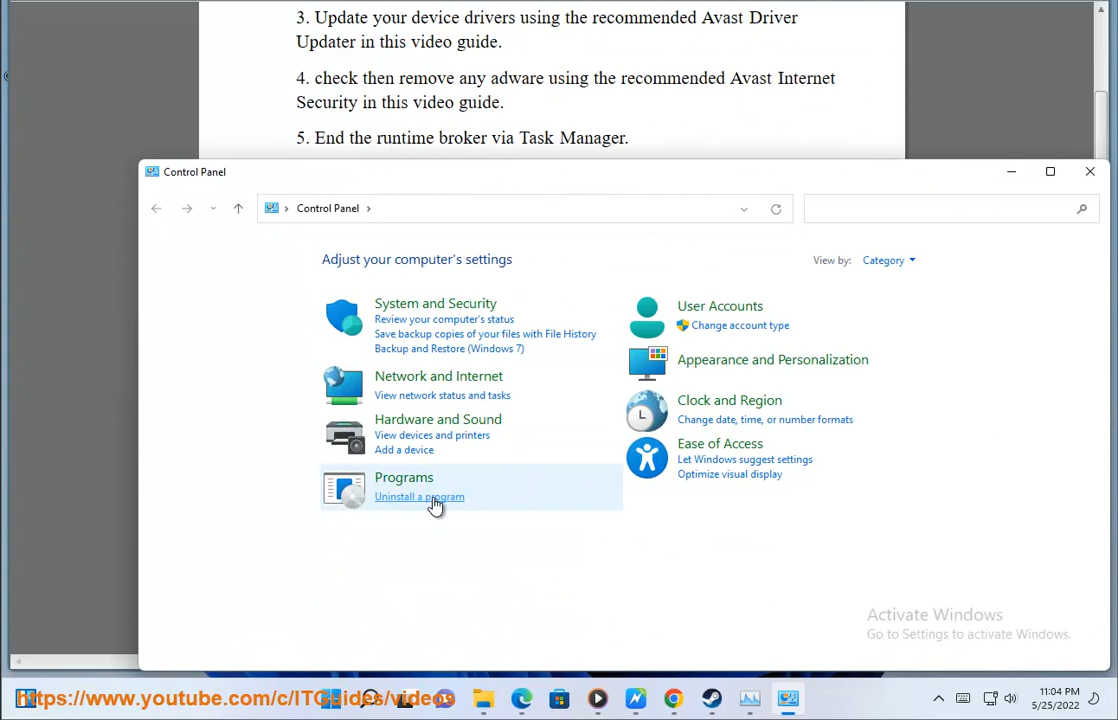 3. Update your device drivers using the recommended Avast Driver
Updater in this video guide.
4. check then remove any adware using the recommended Avast Internet
Security in this video guide.
5. End the runtime broker via Task Manager.
Control Panel
Control Panel
Adjust your computer's settings
View by: Category
System and Security
Review your computer's status
Save backup copies of your files with File History
Backup and Restore (Windows 7)
Network and Internet
View network status and tasks
Hardware and Sound
View devices and printers
Add a device
Programs
Uninstall a program
User Accounts
Change account type
Appearance and Personalization
Clock and Region
Change date, time, or number formats
Ease of Access
Let Windows suggest settings
Optimize visual display
Activate Windows
Go to Settings to activate Windows.
https://www.youtube.com/c/ITGuides/videos
11:04 PM
5/25/2022